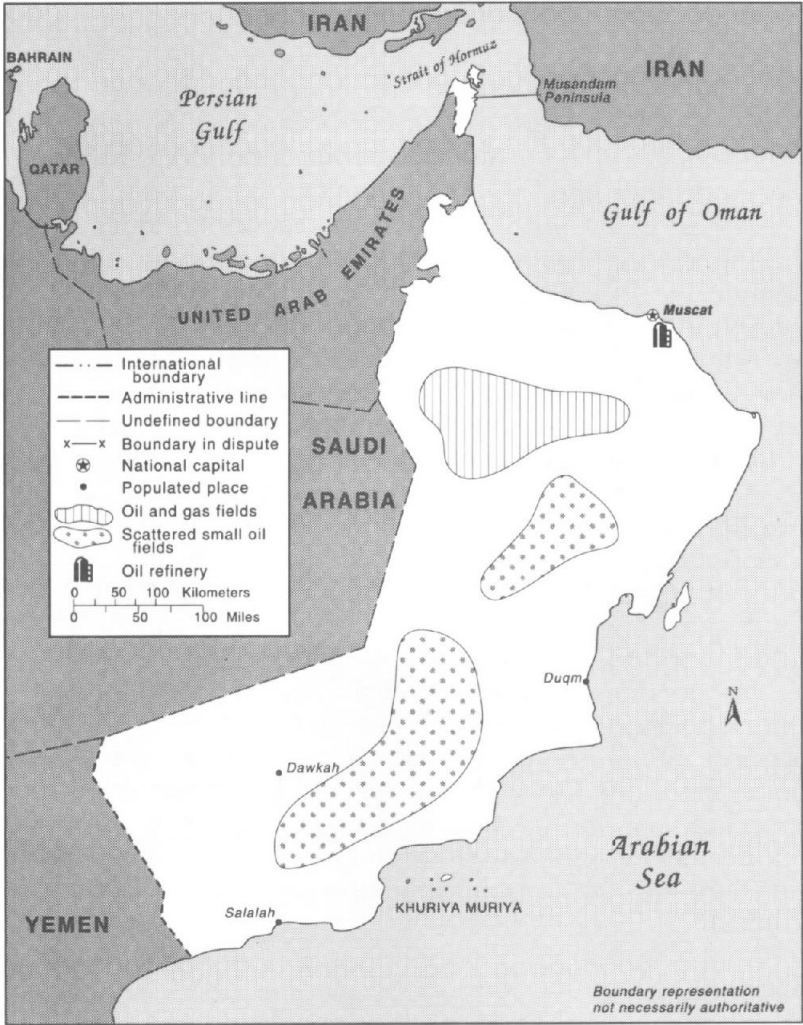 IRAN
BAHRAIN
Persian
Gulf
Strait of Hormuz
IRAN
Musandam
Peninsula
QATAR
UNITED ARAB EMIRATES
Gulf of Oman
Muscat
International
boundary
Administrative line
Undefined boundary
x x Boundary in dispute
National capital
Populated place
Oil and gas fields
Scattered small oil
fields
Oil refinery
0 50 100 Kilometers
0 50 100 Miles
SAUDI
ARABIA
Duqm
N
Dawkah
Arabian
Sea
KHURIYA MURIYA
Salalah
YEMEN
Boundary representation
not necessarily authoritative